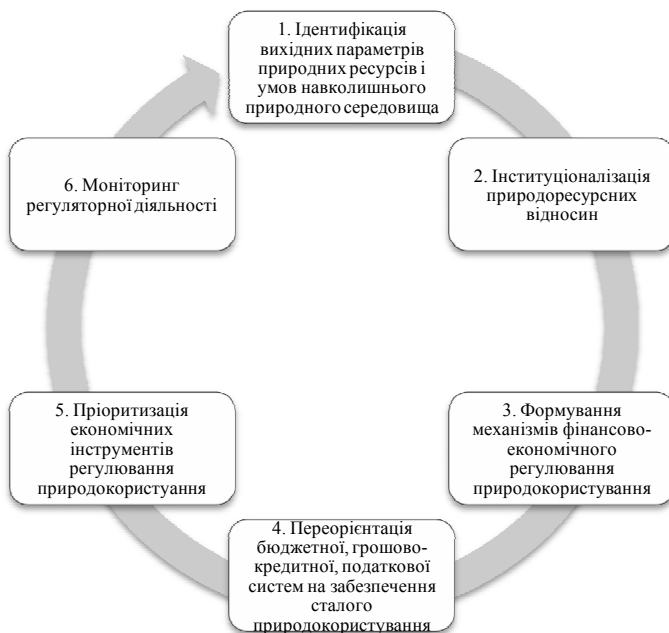 1. Ідентифікація
вихідних параметрів
природних ресурсів і
умов навколишнього
природного середовища
2. Інституціоналізація
природоресурсних
відносин
3. Формування
механізмів фінансово-
економічного
регулювання
природокористування
4. Переорієнтація
бюджетної, грошово-
кредитної, податкової
систем на забезпечення
сталого
природокористування
5. Пріоритизація
економічних
інструментів
регулювання
природокористуання
6. Моніторинг
регуляторної діяльності